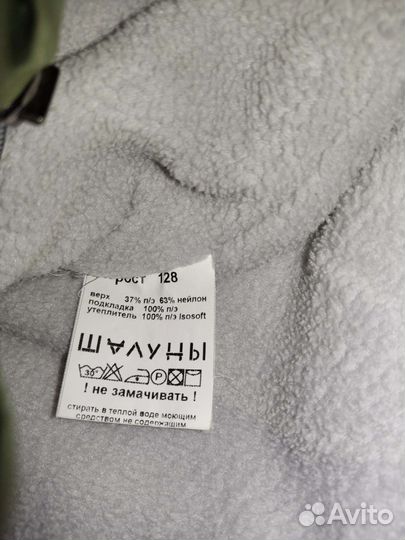 рост 128
верх 37% п/э 63% нейлон
подкладка 100% п/э
утеплитель 100% п/э isosoft
ШАЛУНЫ
30° P
! не замачивать !
стирать в теплой воде моющим
средством не содержащим
Avito